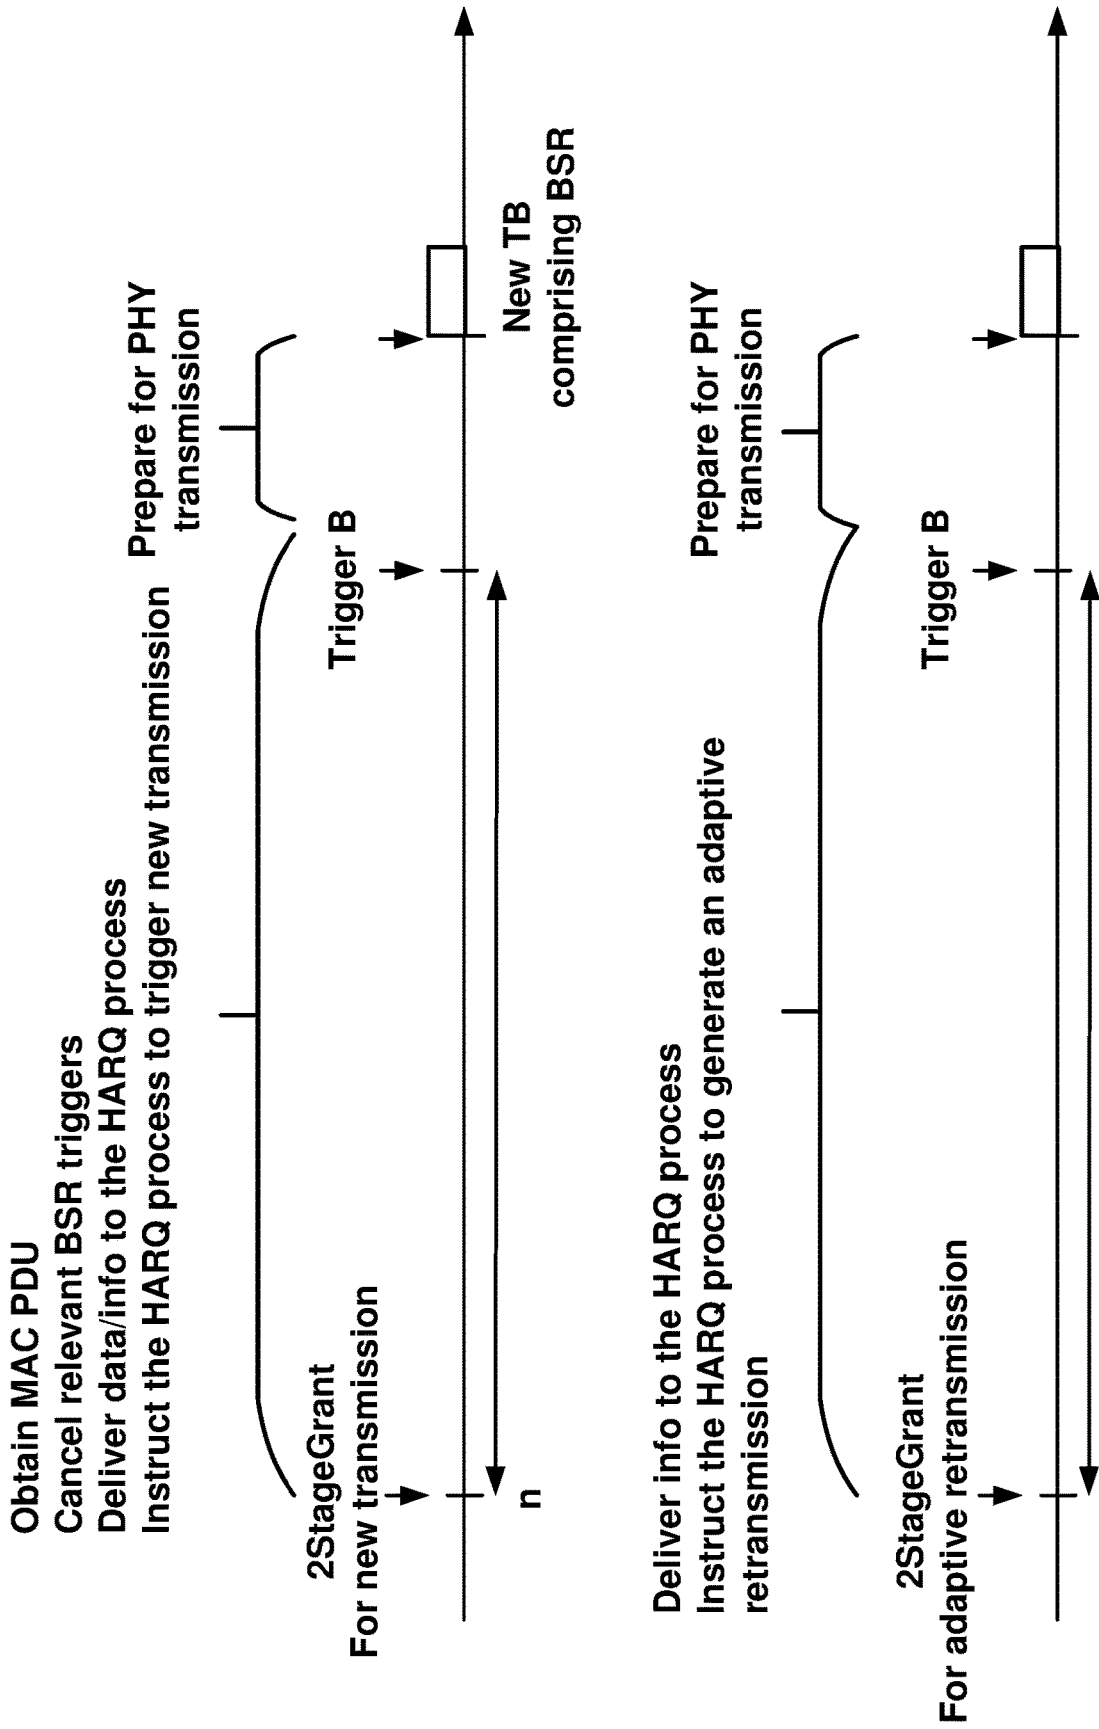 Obtain MAC PDU
Cancel relevant BSR triggers
Deliver data/info to the HARQ process
Instruct the HARQ process to trigger new transmission
Prepare for PHY
transmission
2StageGrant
For new transmission
Trigger B
n
New TB
comprising BSR
Deliver info to the HARQ process
Instruct the HARQ process to generate an adaptive
retransmission
Prepare for PHY
transmission
2StageGrant
For adaptive retransmission
Trigger B